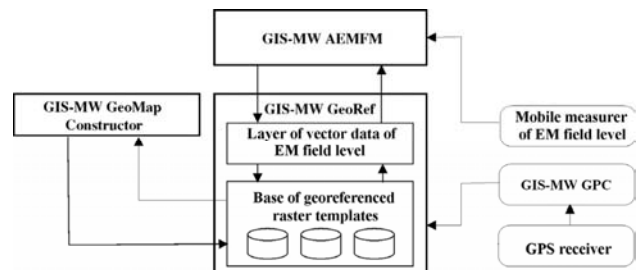 GIS-MW AEMFM
GIS-MW GeoMap
Constructor
GIS-MW GeoRef
Layer of vector data of
EM field level
Base of georeferenced
raster templates
Mobile measurer
of EM field level
GIS-MW GPC
GPS receiver